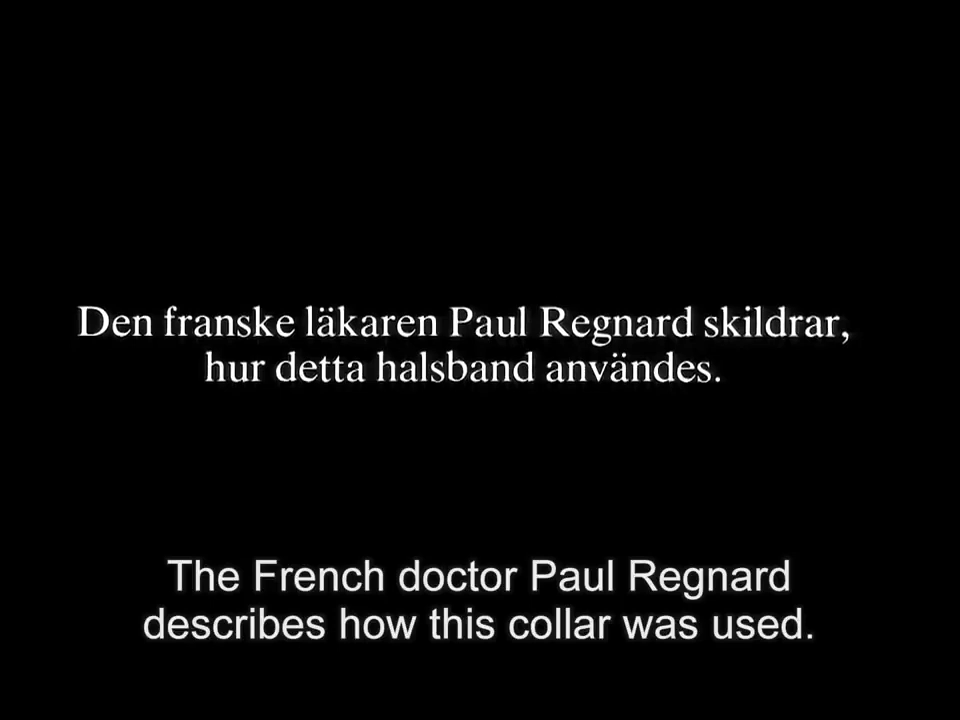 Den franske läkaren Paul Regnard skildrar,
hur detta halsband användes.
The French doctor Paul Regnard
describes how this collar was used.